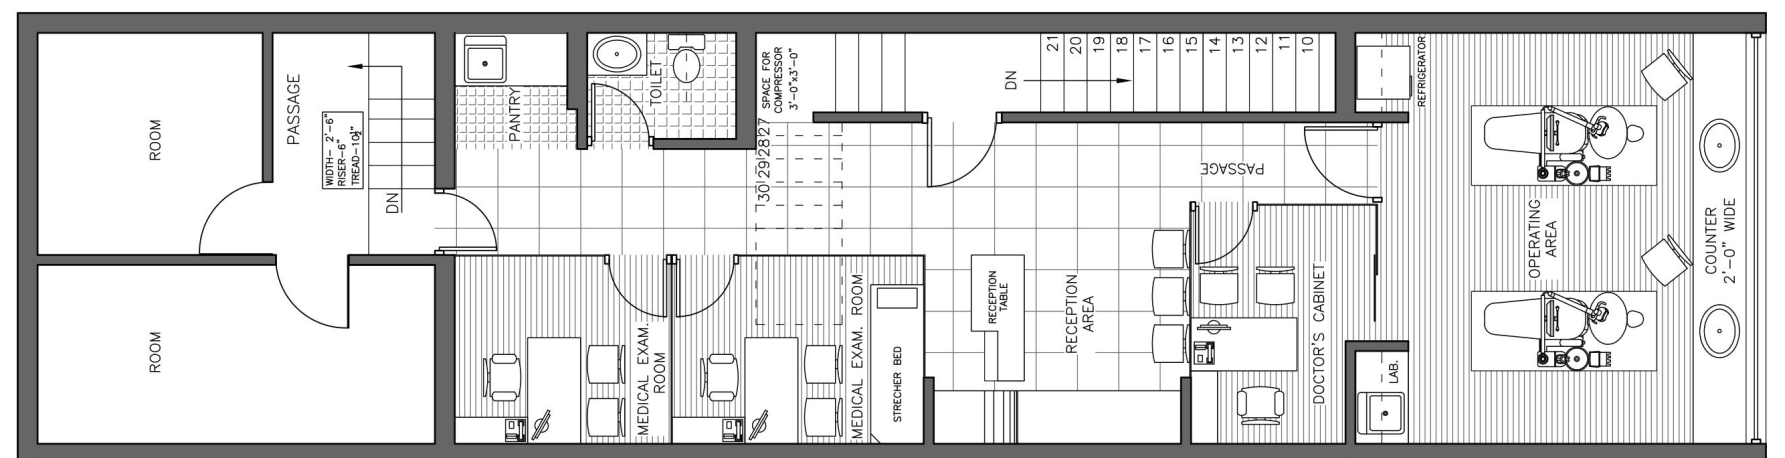 ROOM
ROOM
PASSAGE
WIDTH- 2'-6"
RISER-6"
TREAD-10½"
DN
PANTRY
TOILET
SPACE FOR
COMPRESSOR
3'-0"x3'-0"
30 29 28 27
DN
21
20
19
18
17
16
15
14
13
12
11
10
PASSAGE
REFRIGERATOR
MEDICAL EXAM.
ROOM
MEDICAL EXAM. ROOM
STRECHER BED
RECEPTION
TABLE
RECEPTION
AREA
DOCTOR'S CABINET
LAB.
OPERATING
AREA
COUNTER
2'-0" WIDE